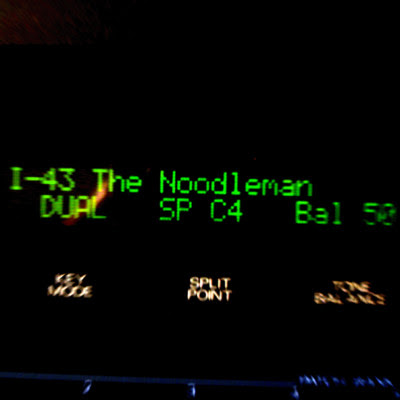 I-43 The Noodleman
DUAL SP C4 Bal 50
KEY MODE SPLIT POINT TONE BALANCE